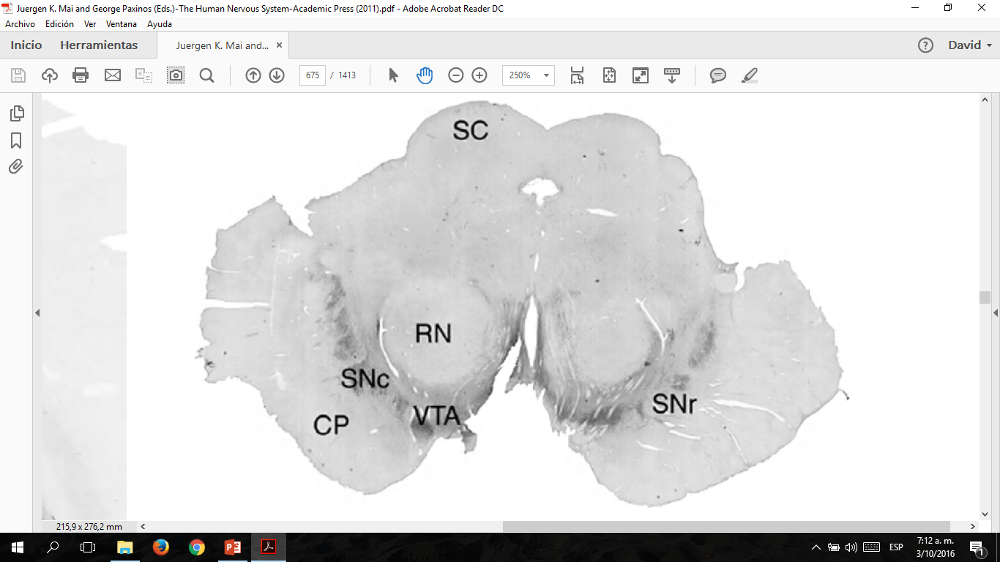 Juergen K. Mai and George Paxinos (Eds.)-The Human Nervous System-Academic Press (2011).pdf - Adobe Acrobat Reader DC
Archivo Edición Ver Ventana Ayuda
Inicio Herramientas Juergen K. Mai and... × ? David
675 / 1413 250%
SC
RN
SNc
SNr
VTA
CP
215,9 x 276,2 mm
ESP
7:12 a. m.
3/10/2016
1